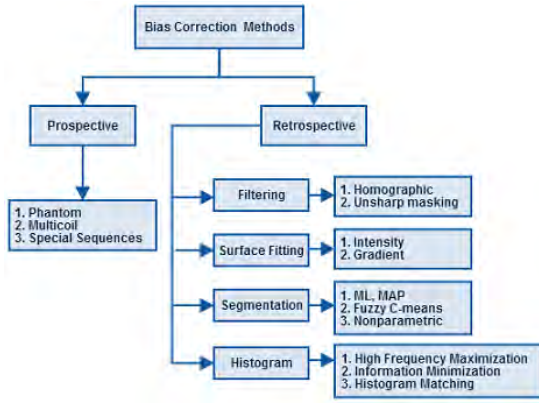 Bias Correction Methods
Prospective
Retrospective
1. Phantom
2. Multicoil
3. Special Sequences
Filtering
1. Homographic
2. Unsharp masking
Surface Fitting
1. Intensity
2. Gradient
Segmentation
1. ML, MAP
2. Fuzzy C-means
3. Nonparametric
Histogram
1. High Frequency Maximization
2. Information Minimization
3. Histogram Matching